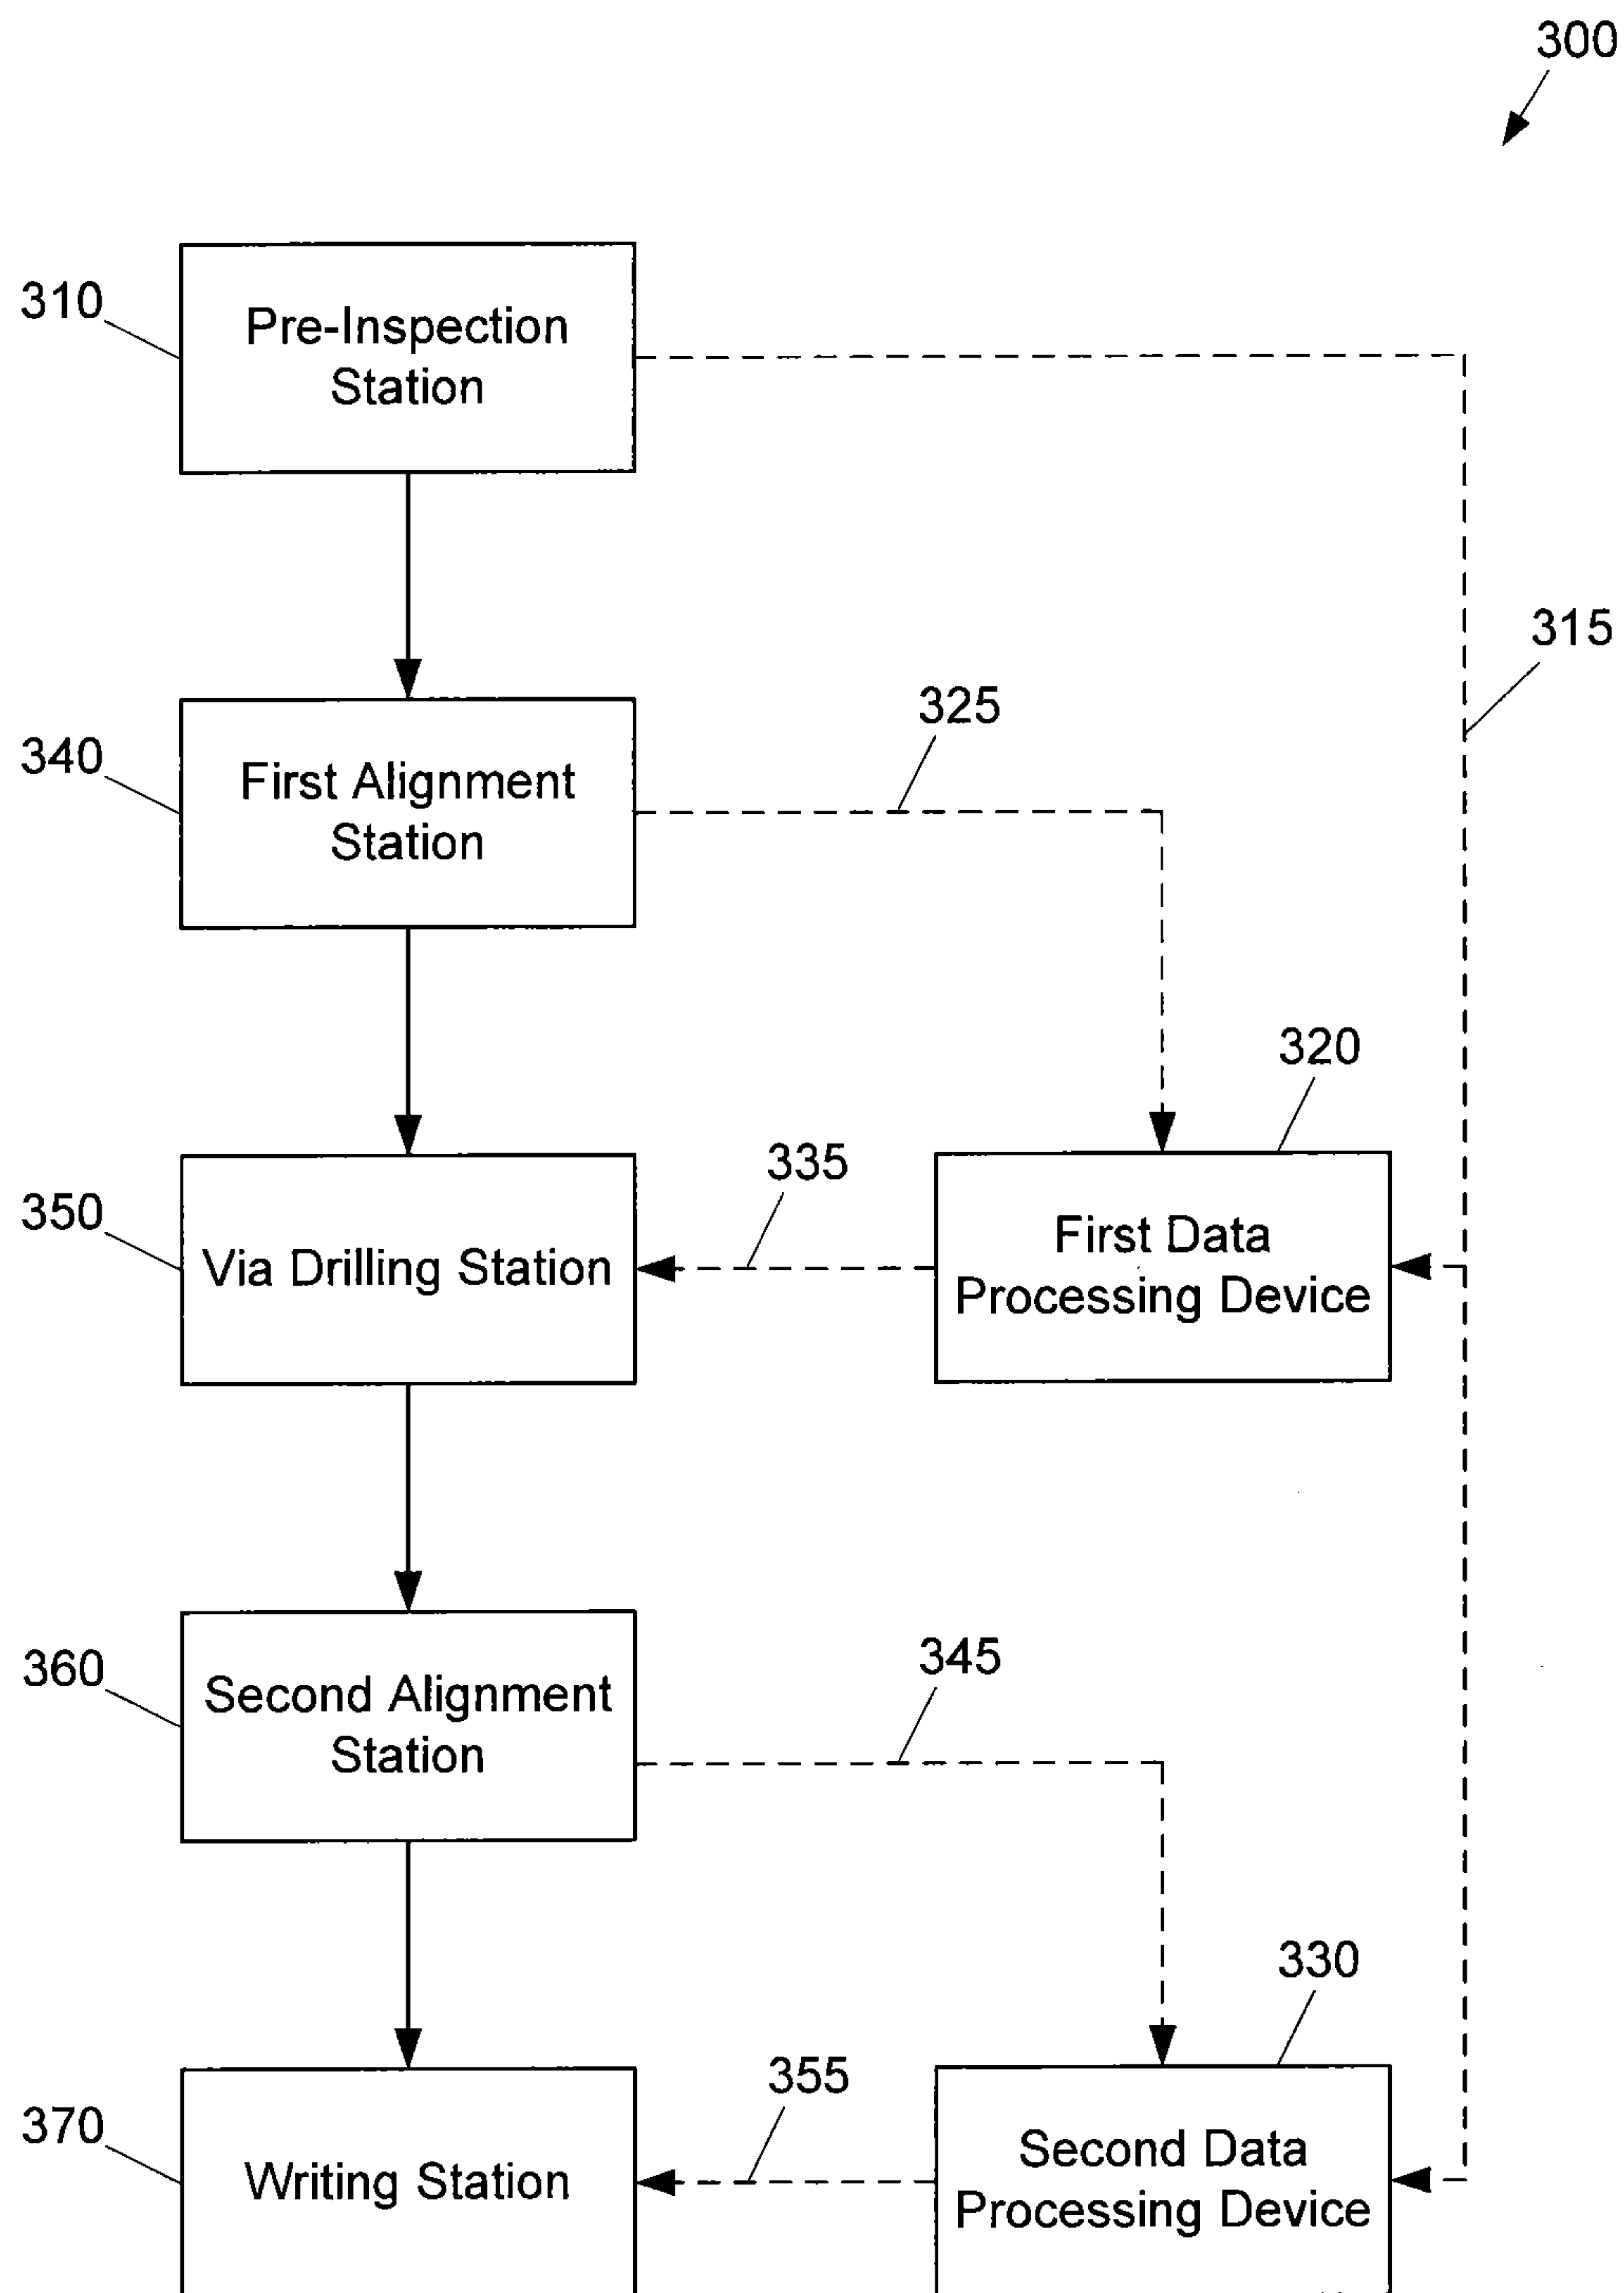 300
310
Pre-Inspection
Station
315
340
First Alignment
Station
325
320
350
Via Drilling Station
335
First Data
Processing Device
360
Second Alignment
Station
345
330
370
Writing Station
355
Second Data
Processing Device